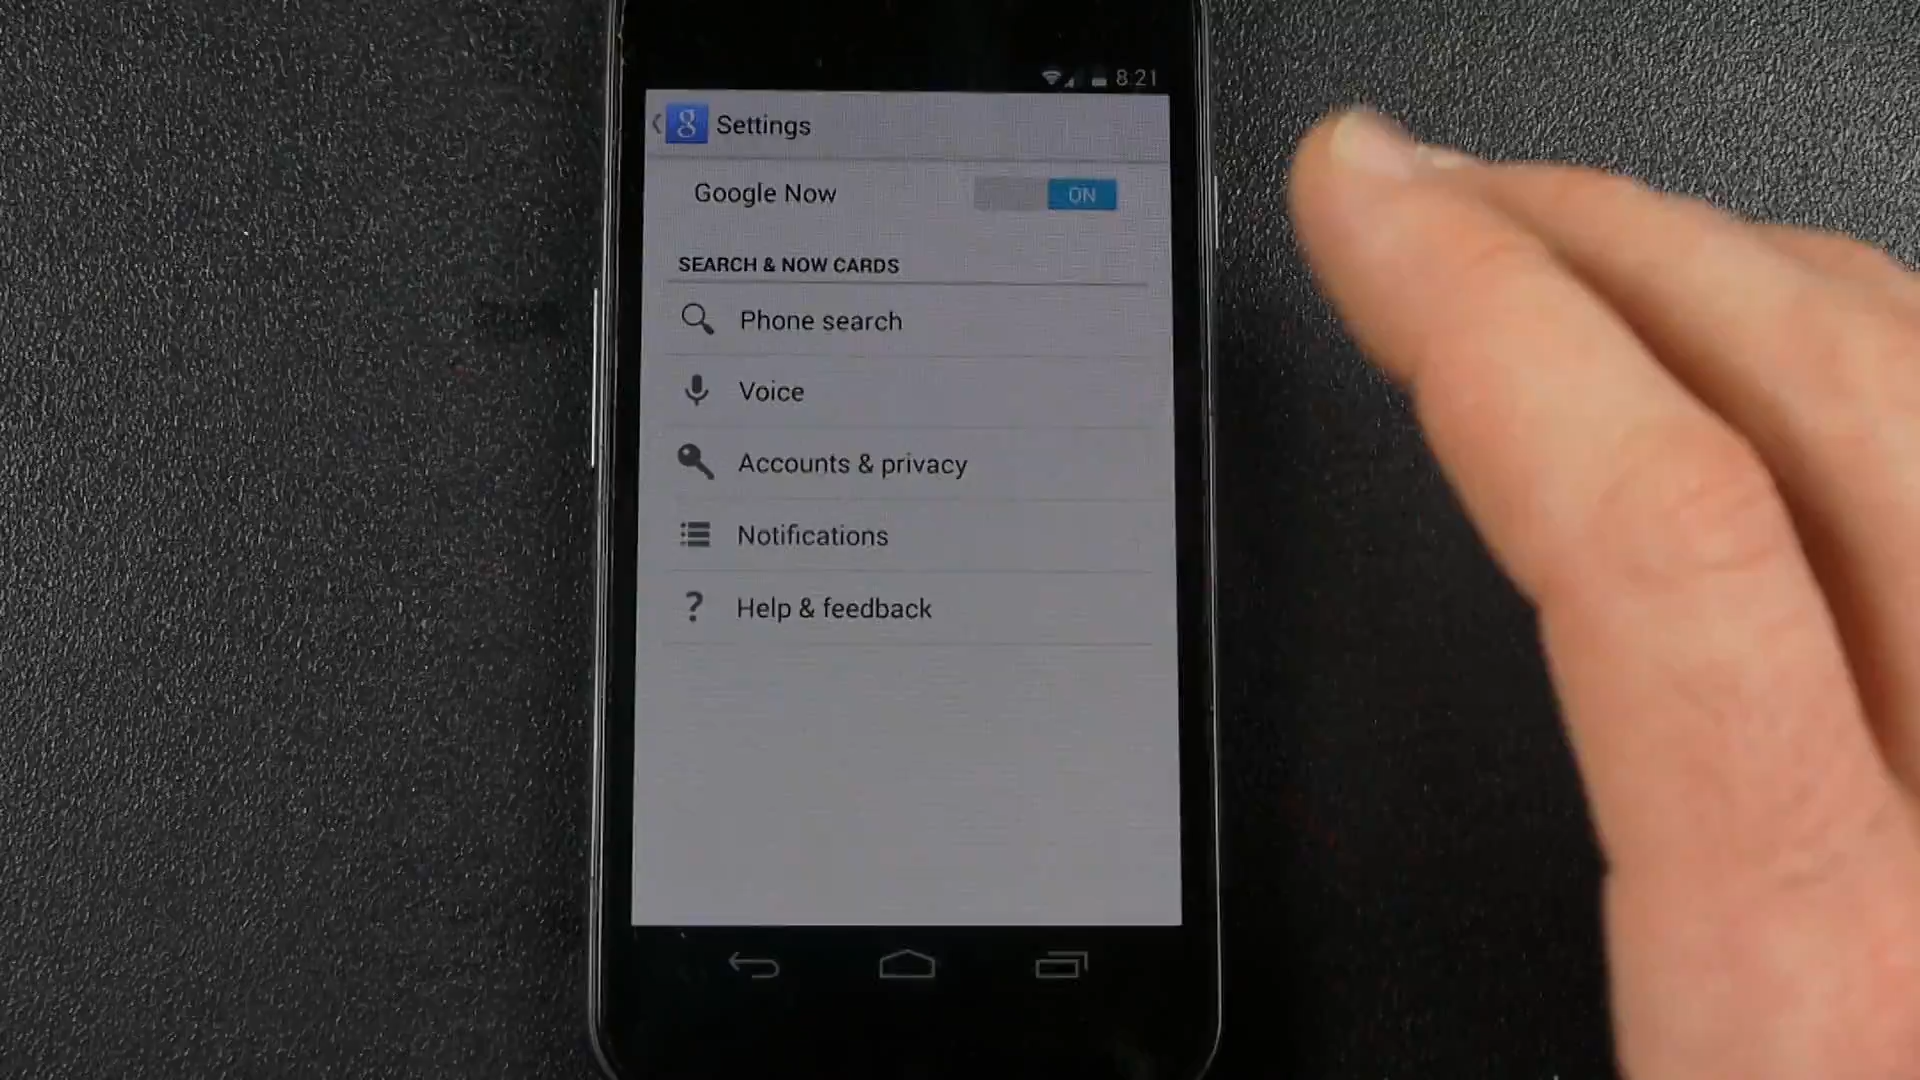 8:21
g Settings
Google Now ON
SEARCH & NOW CARDS
Phone search
Voice
Accounts & privacy
Notifications
? Help & feedback